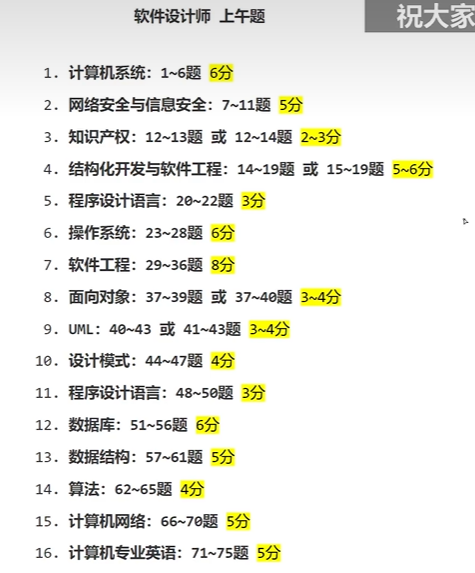 软件设计师 上午题
祝大家
1. 计算机系统：1~6题 6分
2. 网络安全与信息安全：7~11题 5分
3. 知识产权：12~13题 或 12~14题 2~3分
4. 结构化开发与软件工程：14~19题 或 15~19题 5~6分
5. 程序设计语言：20~22题 3分
6. 操作系统：23~28题 6分
7. 软件工程：29~36题 8分
8. 面向对象：37~39题 或 37~40题 3~4分
9. UML：40~43 或 41~43题 3~4分
10. 设计模式：44~47题 4分
11. 程序设计语言：48~50题 3分
12. 数据库：51~56题 6分
13. 数据结构：57~61题 5分
14. 算法：62~65题 4分
15. 计算机网络：66~70题 5分
16. 计算机专业英语：71~75题 5分